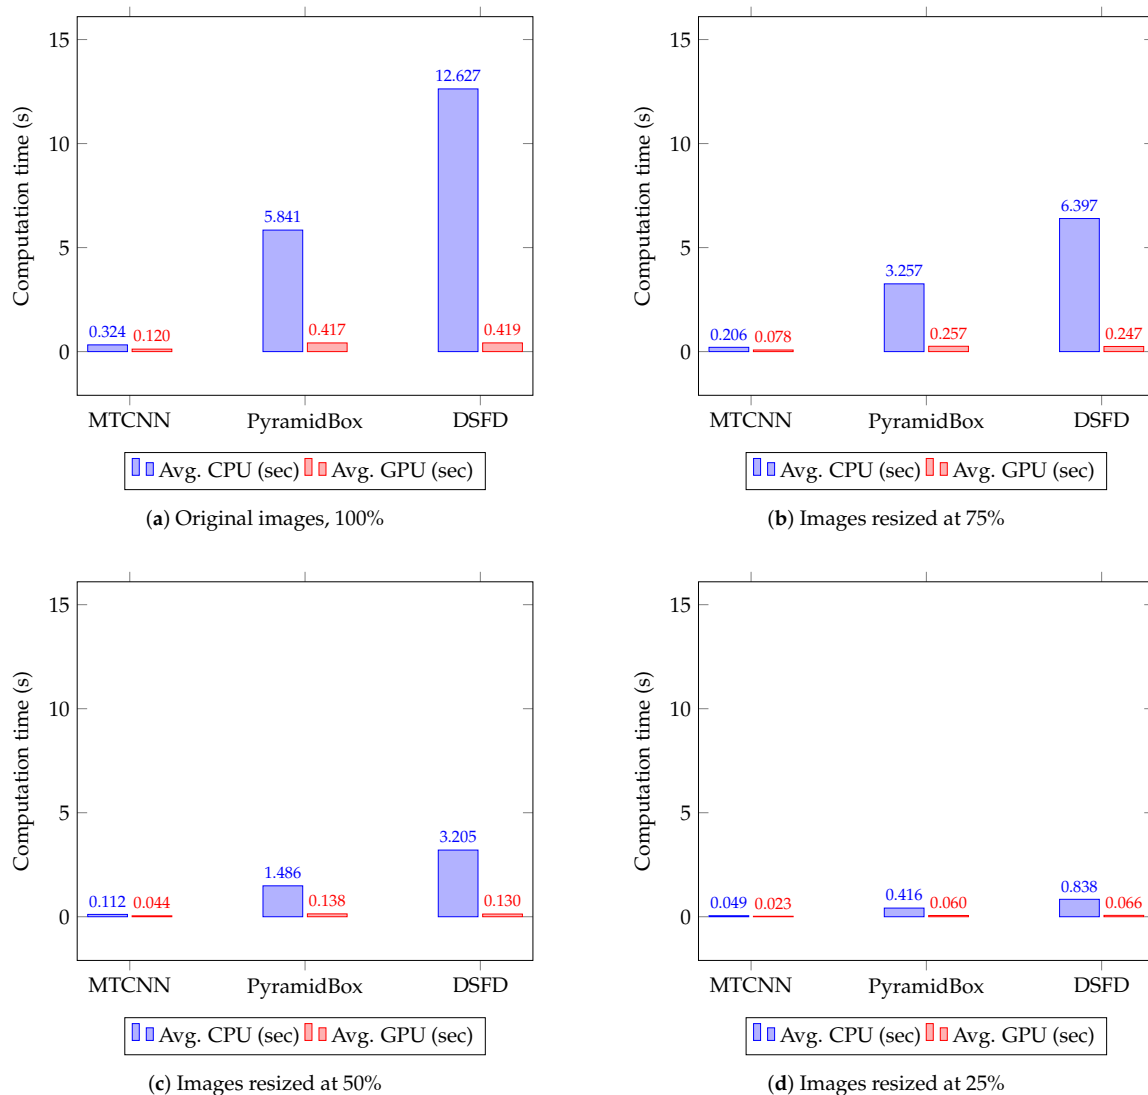 15
12.627
10
5.841
5
0.324 0.120 0.417 0.419
0
Computation time (s)
MTCNN PyramidBox DSFD
Avg. CPU (sec) Avg. GPU (sec)
(a) Original images, 100%
15
10
6.397
5
3.257
0.206 0.078 0.257 0.247
0
Computation time (s)
MTCNN PyramidBox DSFD
Avg. CPU (sec) Avg. GPU (sec)
(b) Images resized at 75%
15
10
5
3.205
1.486
0.112 0.044 0.138 0.130
0
Computation time (s)
MTCNN PyramidBox DSFD
Avg. CPU (sec) Avg. GPU (sec)
(c) Images resized at 50%
15
10
5
0.049 0.023 0.416 0.060 0.838 0.066
0
Computation time (s)
MTCNN PyramidBox DSFD
Avg. CPU (sec) Avg. GPU (sec)
(d) Images resized at 25%